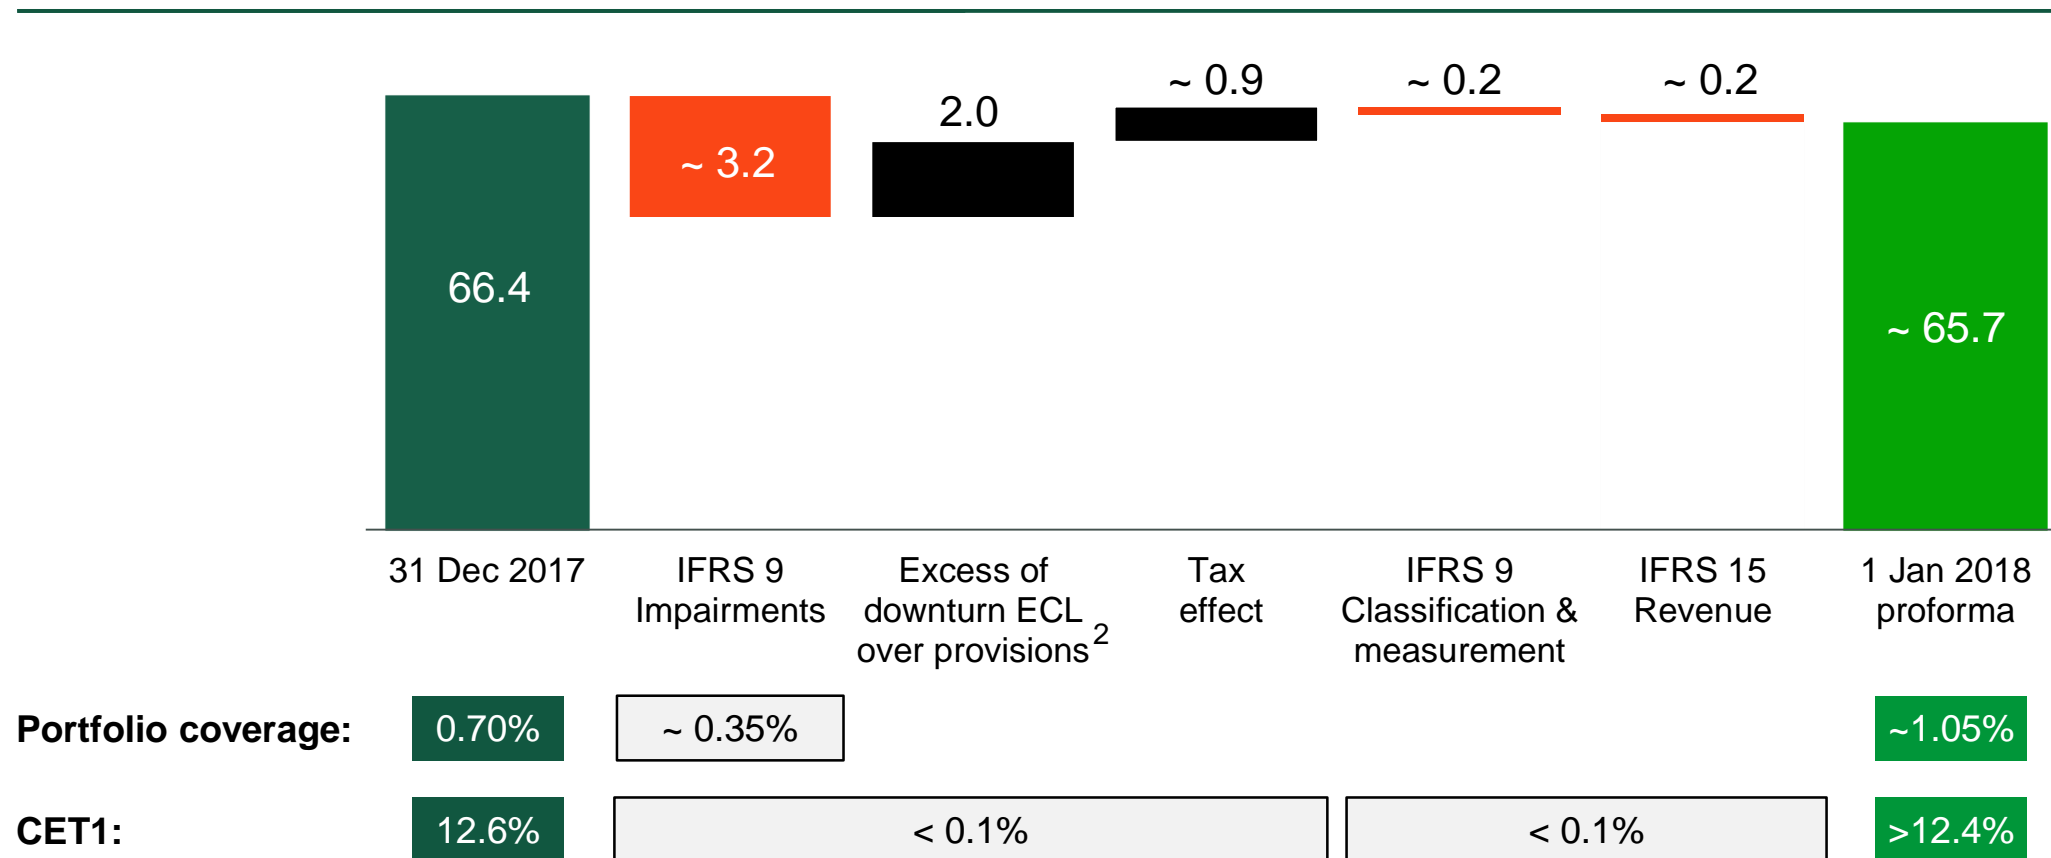 ~ 0.9
~ 0.2
~ 0.2
2.0
~ 3.2
66.4
~ 65.7
31 Dec 2017
IFRS 9
Impairments
Excess of
downturn ECL
over provisions2
Tax
effect
IFRS 9
Classification &
measurement
IFRS 15
Revenue
1 Jan 2018
proforma
Portfolio coverage:
0.70%
~ 0.35%
~1.05%
CET1:
12.6%
< 0.1%
< 0.1%
>12.4%